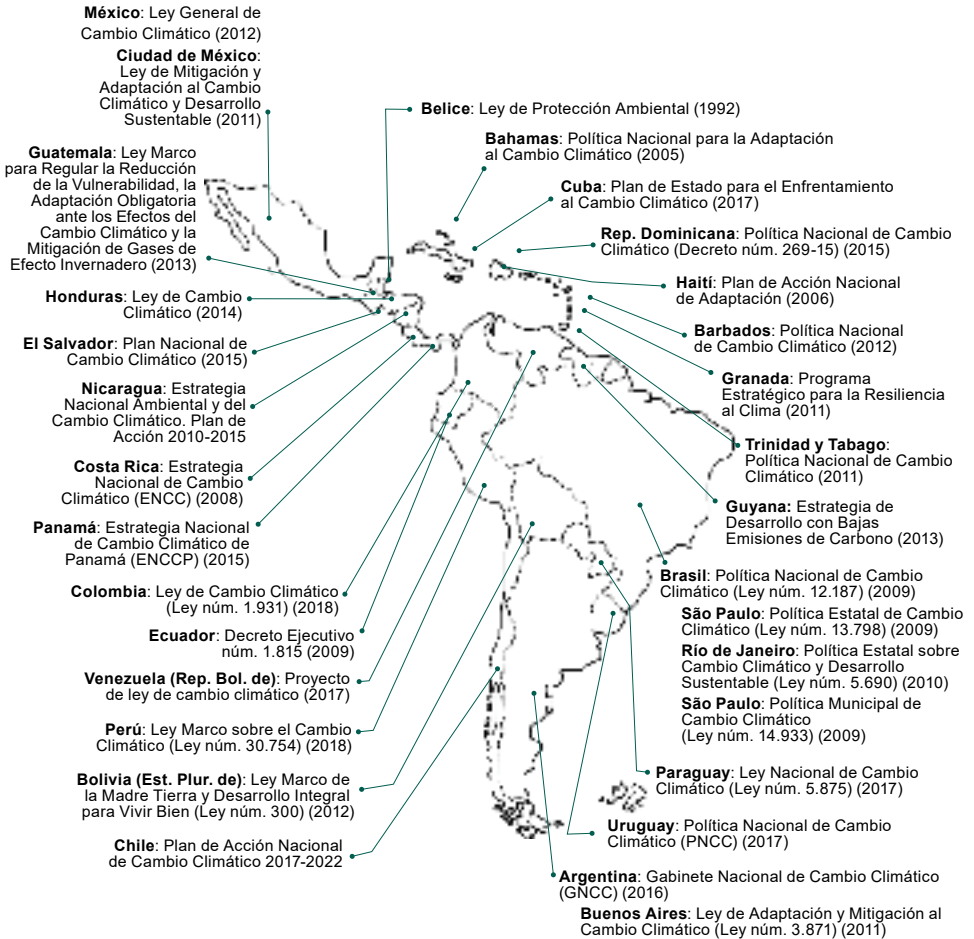 México: Ley General de
Cambio Climático (2012)
Ciudad de México:
Ley de Mitigación y
Adaptación al Cambio
Climático y Desarrollo
Sustentable (2011)
Guatemala: Ley Marco
para Regular la Reducción
de la Vulnerabilidad, la
Adaptación Obligatoria
ante los Efectos del
Cambio Climático y la
Mitigación de Gases de
Efecto Invernadero (2013)
Honduras: Ley de Cambio
Climático (2014)
El Salvador: Plan Nacional de
Cambio Climático (2015)
Nicaragua: Estrategia
Nacional Ambiental y del
Cambio Climático. Plan de
Acción 2010-2015
Costa Rica: Estrategia
Nacional de Cambio
Climático (ENCC) (2008)
Panamá: Estrategia Nacional
de Cambio Climático de
Panamá (ENCCP) (2015)
Colombia: Ley de Cambio Climático
(Ley núm. 1.931) (2018)
Ecuador: Decreto Ejecutivo
núm. 1.815 (2009)
Venezuela (Rep. Bol. de): Proyecto
de ley de cambio climático
(2017)
Perú: Ley Marco sobre el Cambio
Climático (Ley núm. 30.754) (2018)
Bolivia (Est. Plur. de): Ley Marco de
la Madre Tierra y Desarrollo Integral
para Vivir Bien (Ley núm. 300) (2012)
Chile: Plan de Acción Nacional
de Cambio Climático 2017-2022
Belice: Ley de Protección Ambiental (1992)
Bahamas: Política Nacional para la Adaptación
al Cambio Climático (2005)
Cuba: Plan de Estado para el Enfrentamiento
al Cambio Climático (2017)
Rep. Dominicana: Política Nacional de Cambio
Climático (Decreto núm. 269-15) (2015)
Haití: Plan de Acción Nacional
de Adaptación (2006)
Barbados: Política Nacional
de Cambio Climático
(2012)
Granada: Programa
Estratégico para la Resiliencia
al Clima (2011)
Trinidad y Tabago:
Política Nacional de Cambio
Climático (2011)
Guyana: Estrategia de
Desarrollo con Bajas
Emisiones de Carbono (2013)
Brasil: Política Nacional de Cambio
Climático (Ley núm. 12.187) (2009)
São Paulo: Política Estatal de Cambio
Climático (Ley núm. 13.798) (2009)
Río de Janeiro: Política Estatal sobre
Cambio Climático y Desarrollo
Sustentable (Ley núm. 5.690) (2010)
São Paulo: Política Municipal de
Cambio Climático
(Ley núm. 14.933) (2009)
Paraguay: Ley Nacional de Cambio
Climático (Ley núm. 5.875) (2017)
Uruguay: Política Nacional de Cambio
Climático (PNCC) (2017)
Argentina: Gabinete Nacional de Cambio Climático
(GNCC) (2016)
Buenos Aires: Ley de Adaptación y Mitigación al
Cambio Climático (Ley núm. 3.871) (2011)